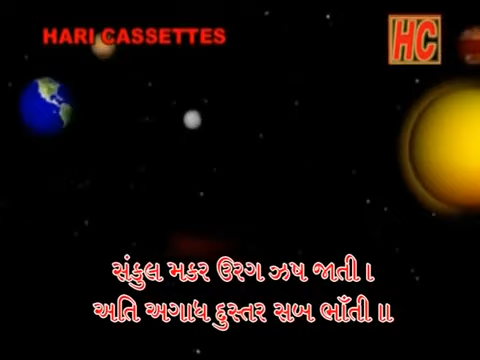 HARI CASSETTES
HC
સંકુલ મકર ઉરગ ઝષ જાતી ।
અતિ અગાધ દુસ્તર સબ ભાઁતી ॥